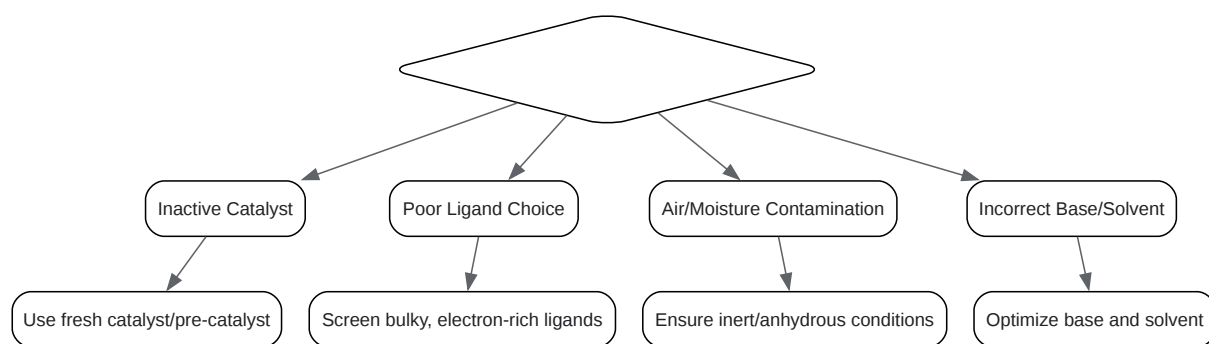 Inactive Catalyst
Poor Ligand Choice
Air/Moisture Contamination
Incorrect Base/Solvent
Use fresh catalyst/pre-catalyst
Screen bulky, electron-rich ligands
Ensure inert/anhydrous conditions
Optimize base and solvent